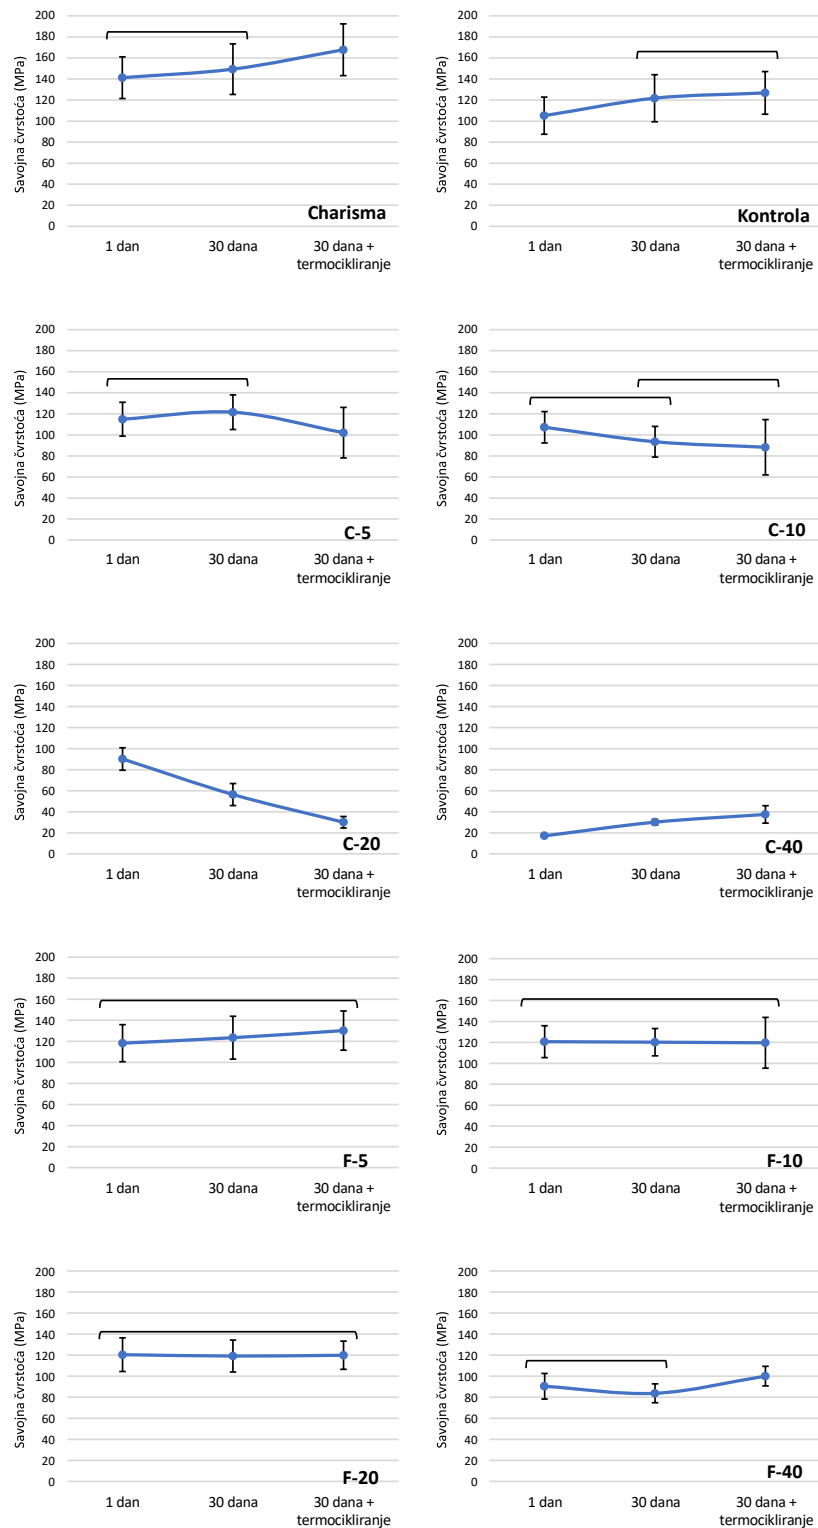 Savojna čvrstoća (MPa)
200
180
160
140
120
100
80
60
40
20
0
Charisma
1 dan
30 dana
30 dana +
termocikliranje
Savojna čvrstoća (MPa)
200
180
160
140
120
100
80
60
40
20
0
Kontrola
1 dan
30 dana
30 dana +
termocikliranje
Savojna čvrstoća (MPa)
200
180
160
140
120
100
80
60
40
20
0
C-5
1 dan
30 dana
30 dana +
termocikliranje
Savojna čvrstoća (MPa)
200
180
160
140
120
100
80
60
40
20
0
C-10
1 dan
30 dana
30 dana +
termocikliranje
Savojna čvrstoća (MPa)
200
180
160
140
120
100
80
60
40
20
0
C-20
1 dan
30 dana
30 dana +
termocikliranje
Savojna čvrstoća (MPa)
200
180
160
140
120
100
80
60
40
20
0
C-40
1 dan
30 dana
30 dana +
termocikliranje
Savojna čvrstoća (MPa)
200
180
160
140
120
100
80
60
40
20
0
F-5
1 dan
30 dana
30 dana +
termocikliranje
Savojna čvrstoća (MPa)
200
180
160
140
120
100
80
60
40
20
0
F-10
1 dan
30 dana
30 dana +
termocikliranje
Savojna čvrstoća (MPa)
200
180
160
140
120
100
80
60
40
20
0
F-20
1 dan
30 dana
30 dana +
termocikliranje
Savojna čvrstoća (MPa)
200
180
160
140
120
100
80
60
40
20
0
F-40
1 dan
30 dana
30 dana +
termocikliranje